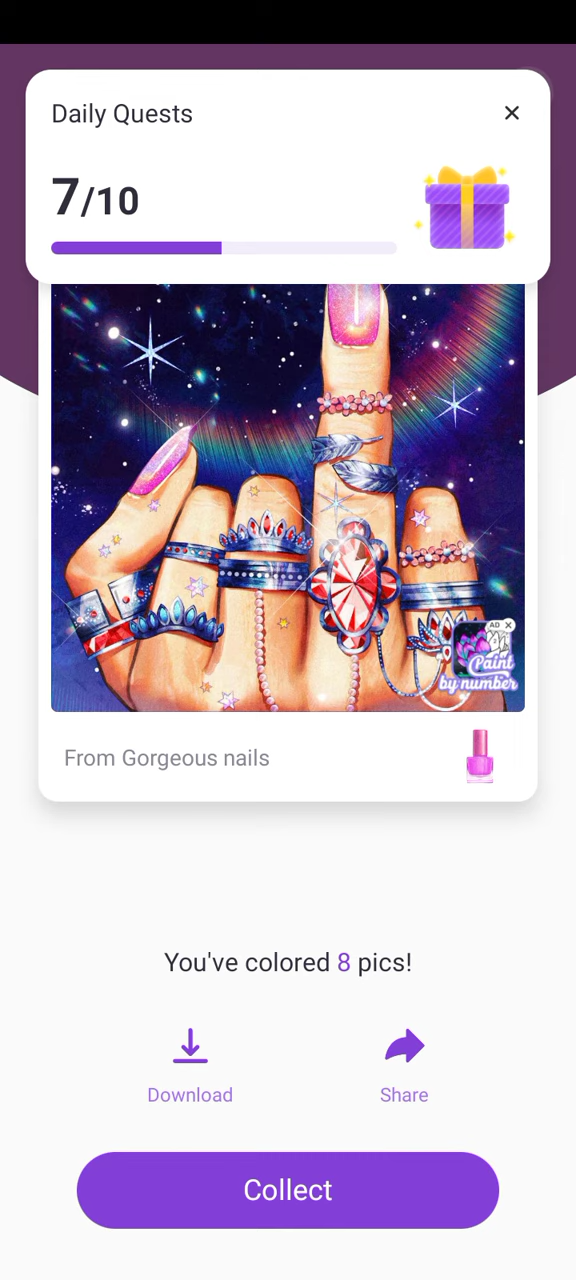 Daily Quests
7/10
AD
Paint
by number
From Gorgeous nails
You've colored 8 pics!
Download
Share
Collect